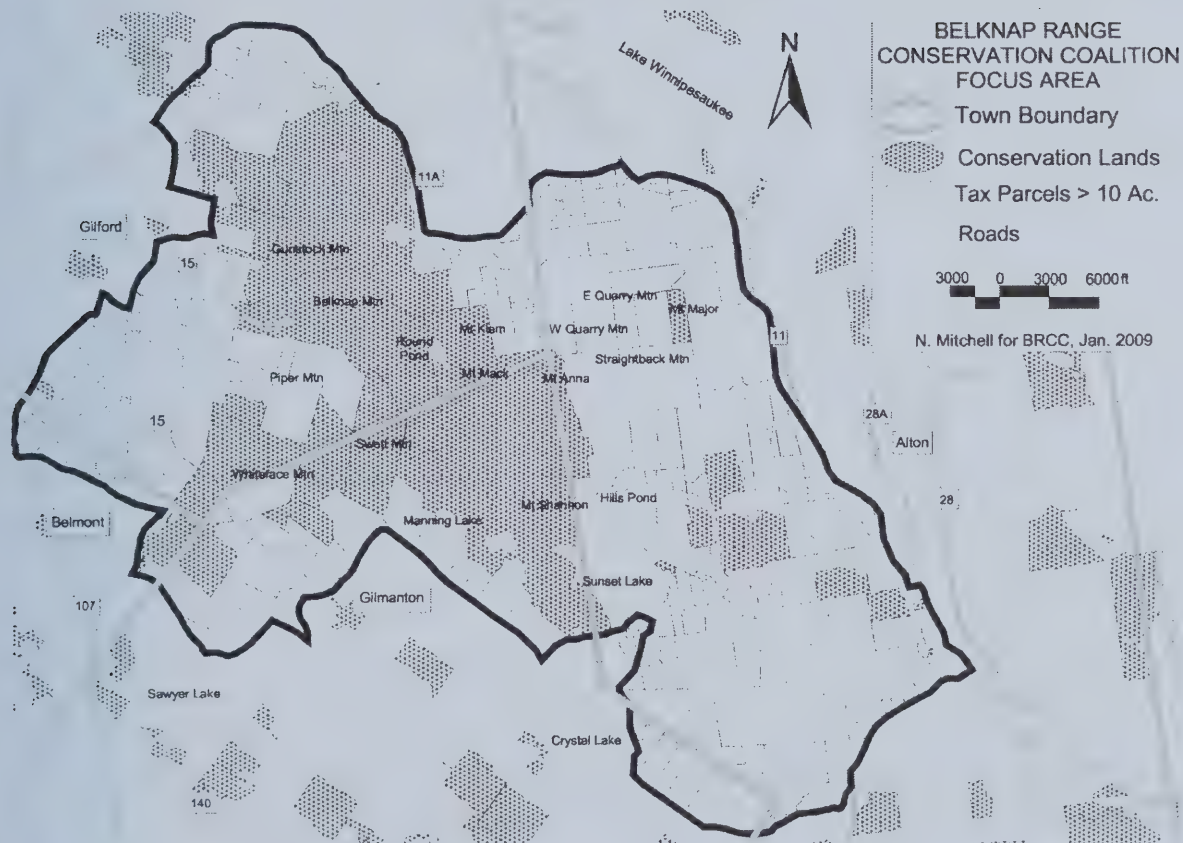 BELKNAP RANGE
CONSERVATION COALITION
FOCUS AREA
Town Boundary
Conservation Lands
Tax Parcels > 10 Ac.
Roads
3000 0 3000 6000 ft
N. Mitchell for BRCC, Jan. 2009
N
Lake Winnipesaukee
11A
Gilford
15
Gunstock Mtn
Belknap Mtn
E Quarry Mtn
Mt Major
Mt Klem
W Quarry Mtn
Round
Pond
11
Straightback Mtn
Piper Mtn
Mt Mack
Mt Anna
15
28A
Alton
Swett Mtn
Whiteface Mtn
Mt Shannon
Hills Pond
28
Belmont
Manning Lake
Sunset Lake
107
Gilmanton
Sawyer Lake
Crystal Lake
140